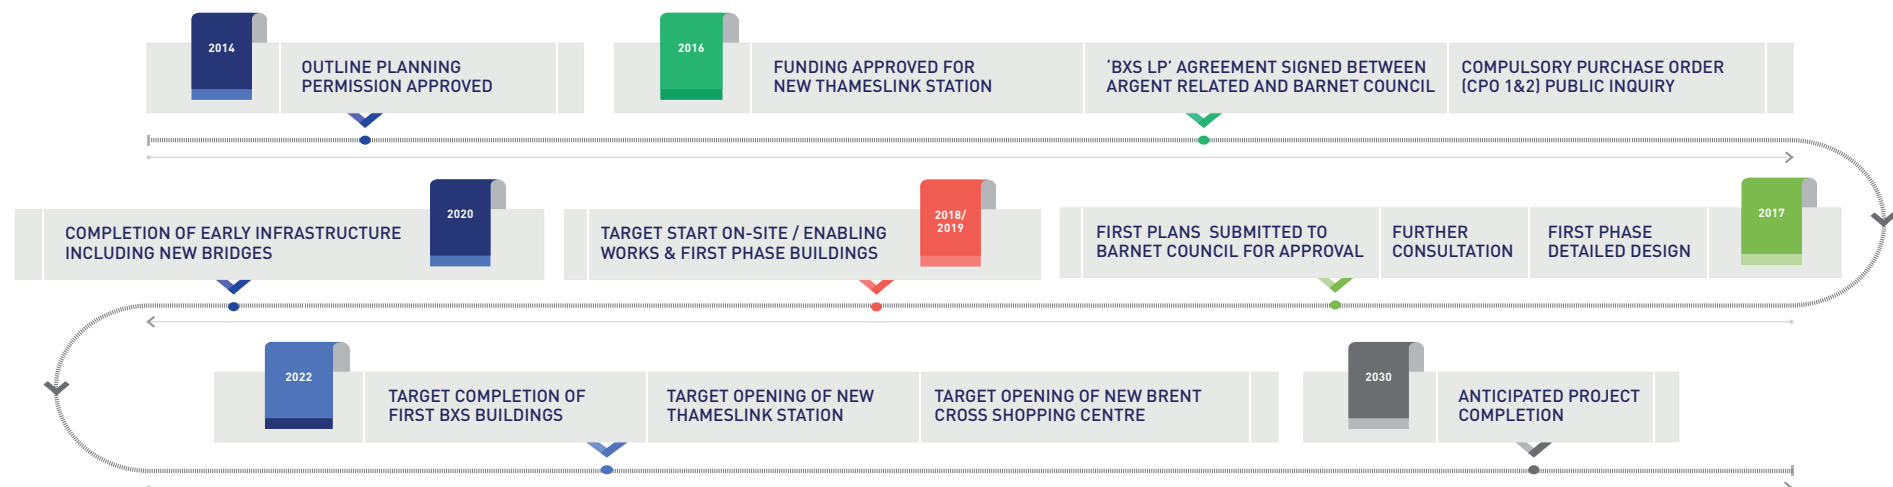 2014
OUTLINE PLANNING
PERMISSION APPROVED
2016
FUNDING APPROVED FOR
NEW THAMESLINK STATION
‘BXS LP’ AGREEMENT SIGNED BETWEEN
ARGENT RELATED AND BARNET COUNCIL
COMPULSORY PURCHASE ORDER
(CPO 1&2) PUBLIC INQUIRY
2017
FIRST PHASE
DETAILED DESIGN
FURTHER
CONSULTATION
FIRST PLANS SUBMITTED TO
BARNET COUNCIL FOR APPROVAL
2018/
2019
TARGET START ON-SITE / ENABLING
WORKS & FIRST PHASE BUILDINGS
2020
COMPLETION OF EARLY INFRASTRUCTURE
INCLUDING NEW BRIDGES
2022
TARGET COMPLETION OF
FIRST BXS BUILDINGS
TARGET OPENING OF NEW
THAMESLINK STATION
TARGET OPENING OF NEW BRENT
CROSS SHOPPING CENTRE
2030
ANTICIPATED PROJECT
COMPLETION